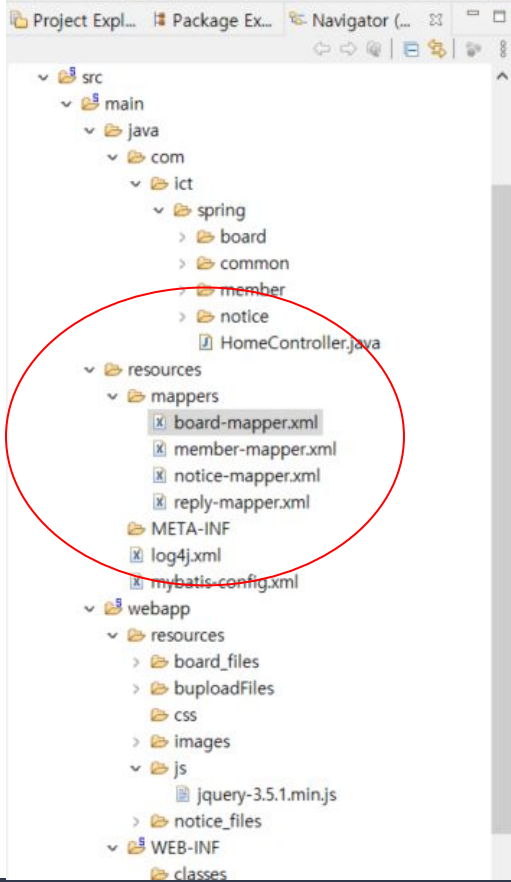 Project Expl... Package Ex... Navigator (...
src
main
java
com
ict
spring
board
common
member
notice
HomeController.java
resources
mappers
board-mapper.xml
member-mapper.xml
notice-mapper.xml
reply-mapper.xml
META-INF
log4j.xml
mybatis-config.xml
webapp
resources
board_files
buploadFiles
css
images
js
jquery-3.5.1.min.js
notice_files
WEB-INF
classes